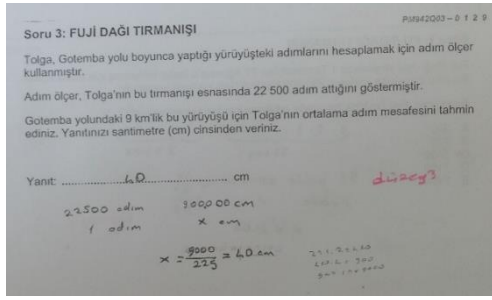 PM942Q03 – 0 1 2 9
Soru 3: FUJİ DAĞI TIRMANIŞI
Tolga, Gotemba yolu boyunca yaptığı yürüyüşteki adımlarını hesaplamak için adım ölçer
kullanmıştır.
Adım ölçer, Tolga'nın bu tırmanışı esnasında 22 500 adım attığını göstermiştir.
Gotemba yolundaki 9 km'lik bu yürüyüşü için Tolga'nın ortalama adım mesafesini tahmin
ediniz. Yanıtınızı santimetre (cm) cinsinden veriniz.
Yanıt: ..........40.......... cm
düzey3
22500 adım 900,000 cm
1 adım x cm
x = 9000/225 = 40 cm